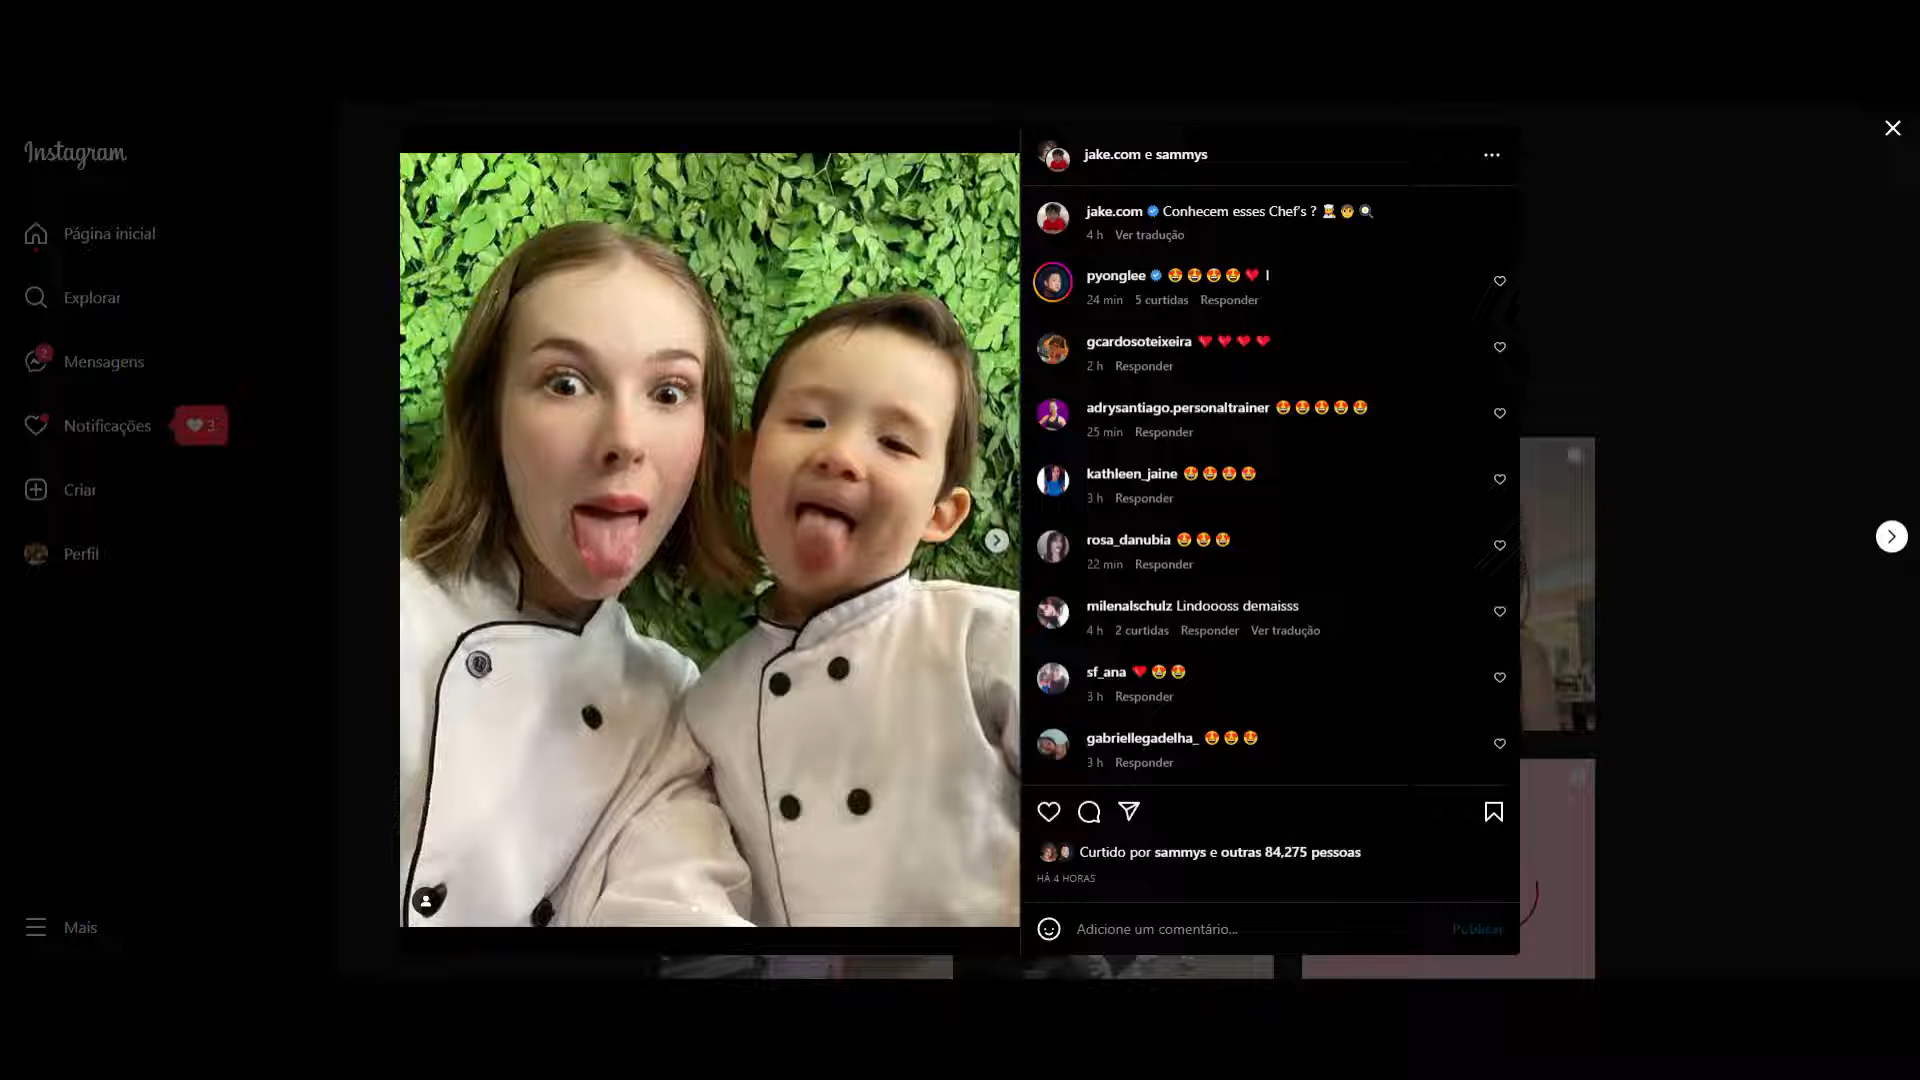 Instagram
Página inicial
Explorar
2
Mensagens
Notificações
3
Criar
Perfil
Mais
jake.com e sammys
jake.com Conhecem esses Chef's ? 👨‍🍳 🧒 🍳
4 h Ver tradução
pyonglee 🤩 🤩 🤩 🤩 ❤️ l
24 min 5 curtidas Responder
gcardosoteixeira ❤️ ❤️ ❤️ ❤️
2 h Responder
adrysantiago.personaltrainer 🤩 🤩 🤩 🤩 🤩
25 min Responder
kathleen_jaine 🤩 🤩 🤩 🤩
3 h Responder
rosa_danubia 🤩 🤩 🤩
22 min Responder
milenalschulz Lindoooss demaisss
4 h 2 curtidas Responder Ver tradução
sf_ana ❤️ 🤩 🤩
3 h Responder
gabriellegadelha_ 🤩 🤩 🤩
3 h Responder
Curtido por sammys e outras 84,275 pessoas
HÁ 4 HORAS
Adicione um comentário...
Publicar